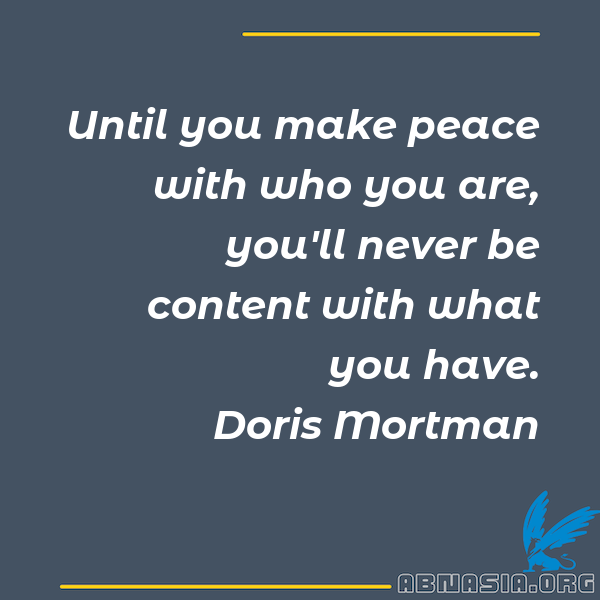 Until you make peace
with who you are,
you'll never be
content with what
you have.
Doris Mortman
ABNASIA.ORG